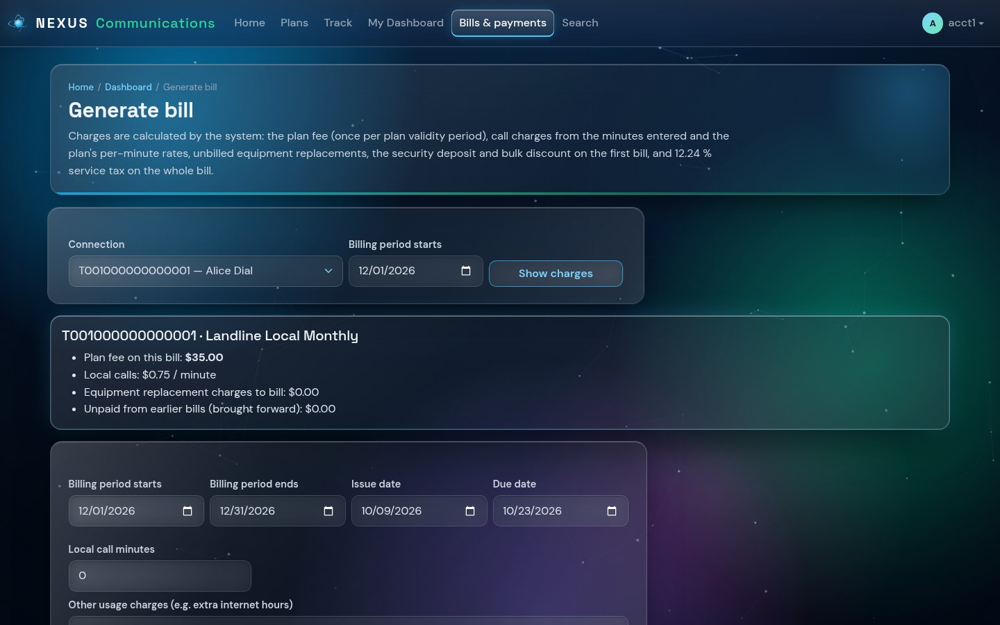 NEXUS Communications Home Plans Track My Dashboard Bills & payments Search A acct1
Home / Dashboard / Generate bill
Generate bill
Charges are calculated by the system: the plan fee (once per plan validity period), call charges from the minutes entered and the
plan's per-minute rates, unbilled equipment replacements, the security deposit and bulk discount on the first bill, and 12.24 %
service tax on the whole bill.
Connection Billing period starts
T001000000000001 — Alice Dial 12/01/2026 Show charges
T001000000000001 · Landline Local Monthly
• Plan fee on this bill: $35.00
• Local calls: $0.75 / minute
• Equipment replacement charges to bill: $0.00
• Unpaid from earlier bills (brought forward): $0.00
Billing period starts Billing period ends Issue date Due date
12/01/2026 12/31/2026 10/09/2026 10/23/2026
Local call minutes
0
Other usage charges (e.g. extra internet hours)